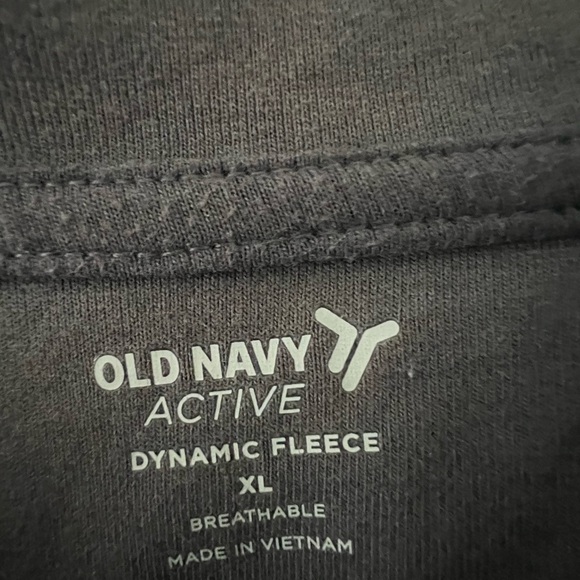 OLD NAVY
ACTIVE
DYNAMIC FLEECE
XL
BREATHABLE
MADE IN VIETNAM